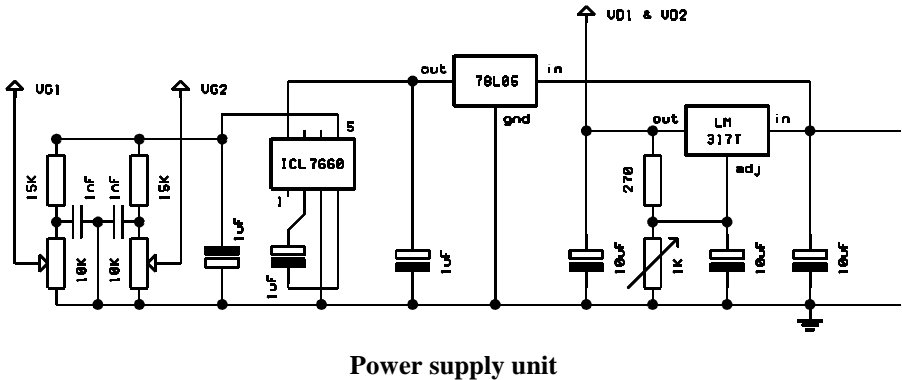 VD1 & VD2
out
78L05
in
gnd
VG1
VG2
5
ICL7660
1
out
LM
317T
in
adj
15K
1nF
1nF
15K
270
10K
10K
1uF
1uF
1uF
10uF
1K
10uF
10uF
Power supply unit